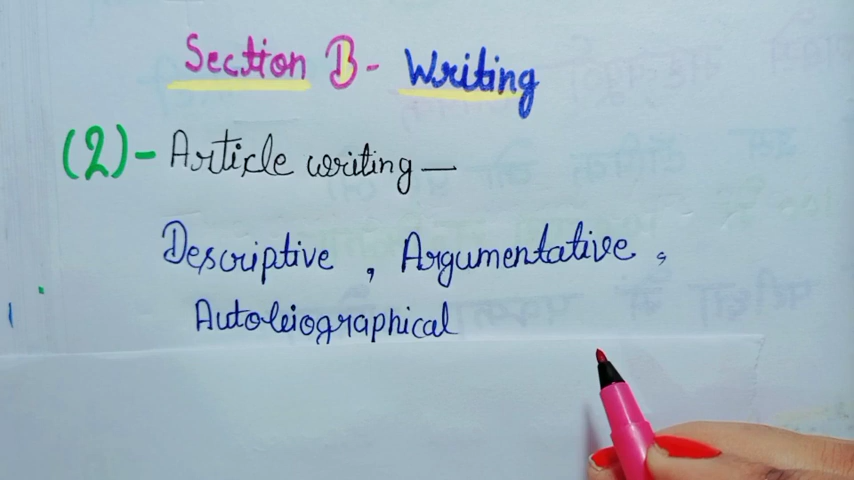 Section B- Writing
(2)- Article writing —
Descriptive , Argumentative ,
Autobiographical